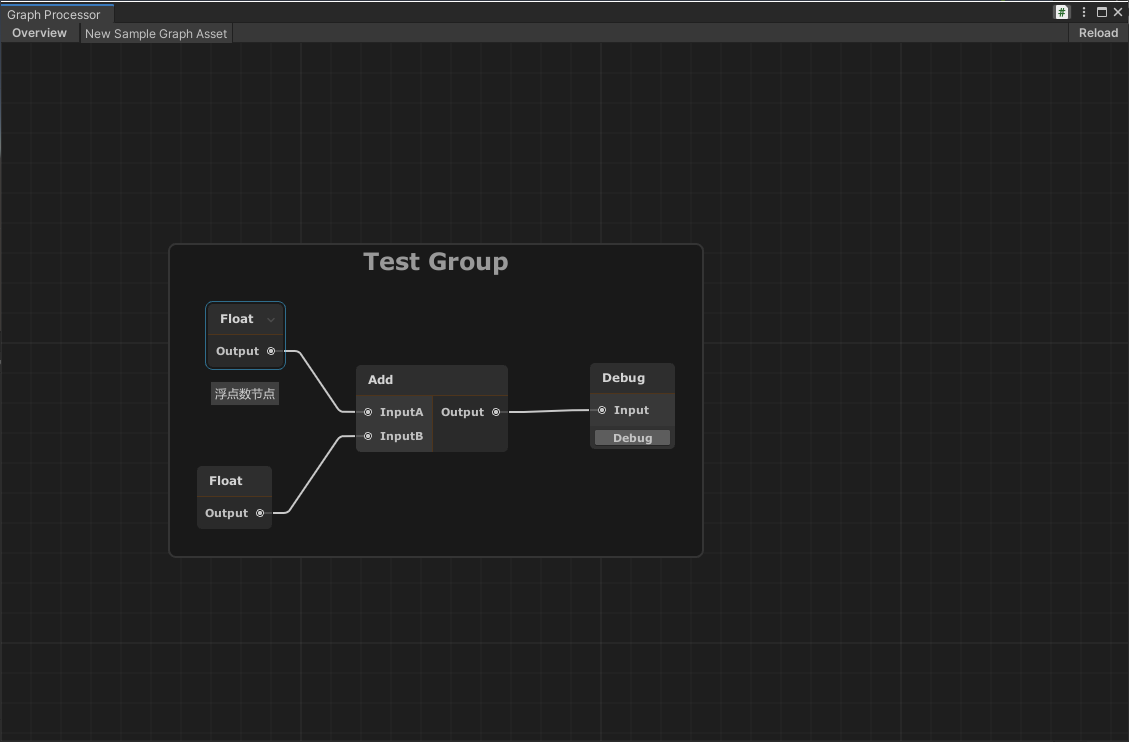 Graph Processor
#
Overview
New Sample Graph Asset
Reload
Test Group
Float
Output
浮点数节点
Add
InputA
Output
InputB
Debug
Input
Debug
Float
Output